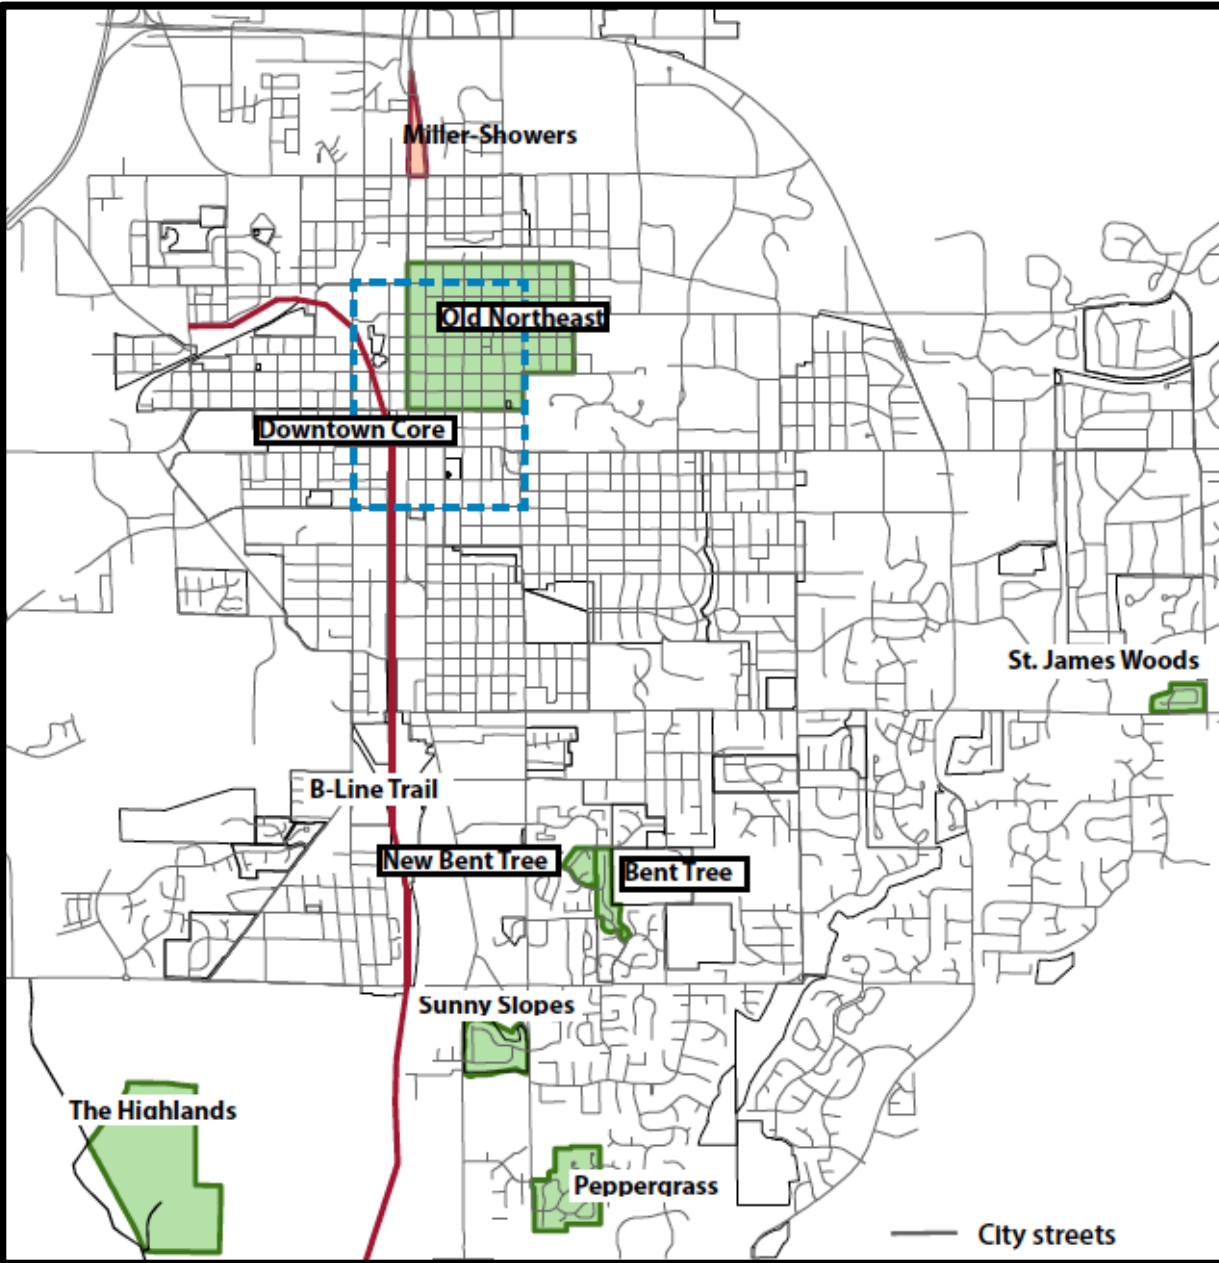 Miller-Showers
Old Northeast
Downtown Core
St. James Woods
B-Line Trail
New Bent Tree
Bent Tree
Sunny Slopes
The Highlands
Peppergrass
City streets